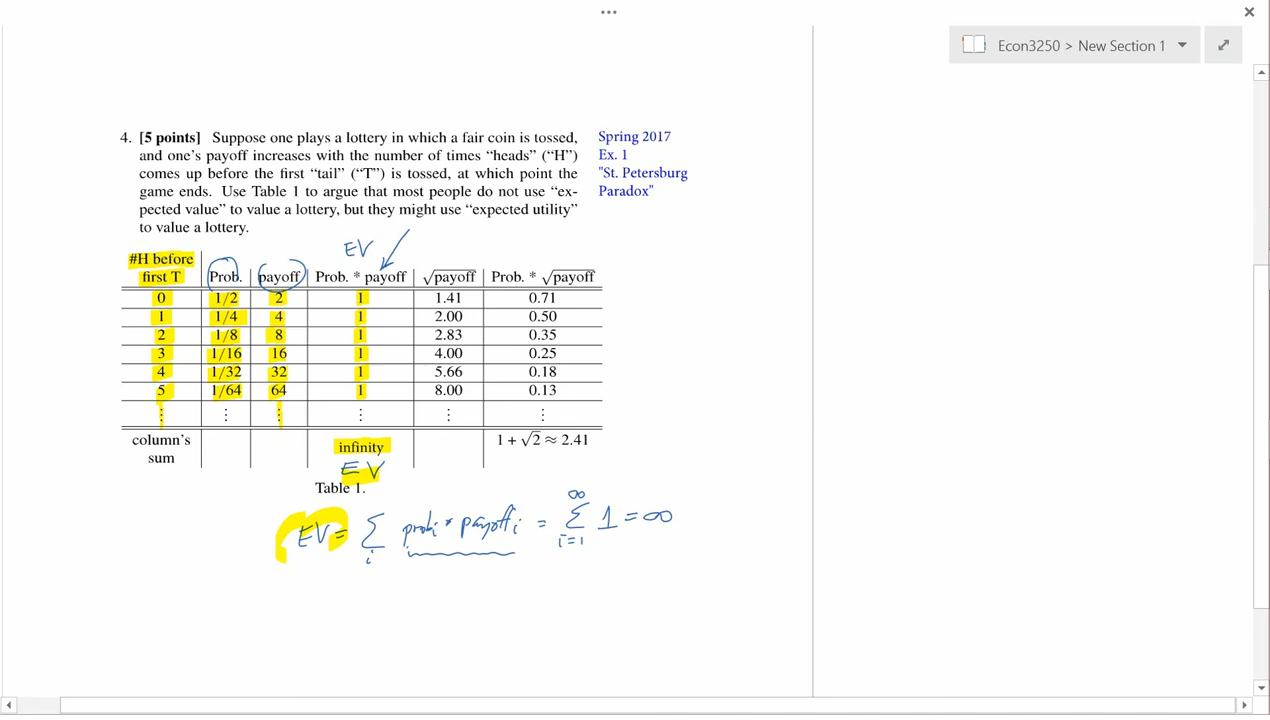 Econ3250 > New Section 1
4. [5 points] Suppose one plays a lottery in which a fair coin is tossed,
and one's payoff increases with the number of times "heads" ("H")
comes up before the first "tail" ("T") is tossed, at which point the
game ends. Use Table 1 to argue that most people do not use "ex-
pected value" to value a lottery, but they might use "expected utility"
to value a lottery.
Spring 2017
Ex. 1
"St. Petersburg
Paradox"
EV
#H before
first T Prob. payoff Prob. * payoff √payoff Prob. * √payoff
0 1/2 2 1 1.41 0.71
1 1/4 4 1 2.00 0.50
2 1/8 8 1 2.83 0.35
3 1/16 16 1 4.00 0.25
4 1/32 32 1 5.66 0.18
5 1/64 64 1 8.00 0.13
⋮ ⋮ ⋮ ⋮ ⋮ ⋮
column's
sum infinity 1 + √2 ≈ 2.41
EV
Table 1.
EV = ∑_i prob_i * payoff_i = ∑_{i=1}^∞ 1 = ∞